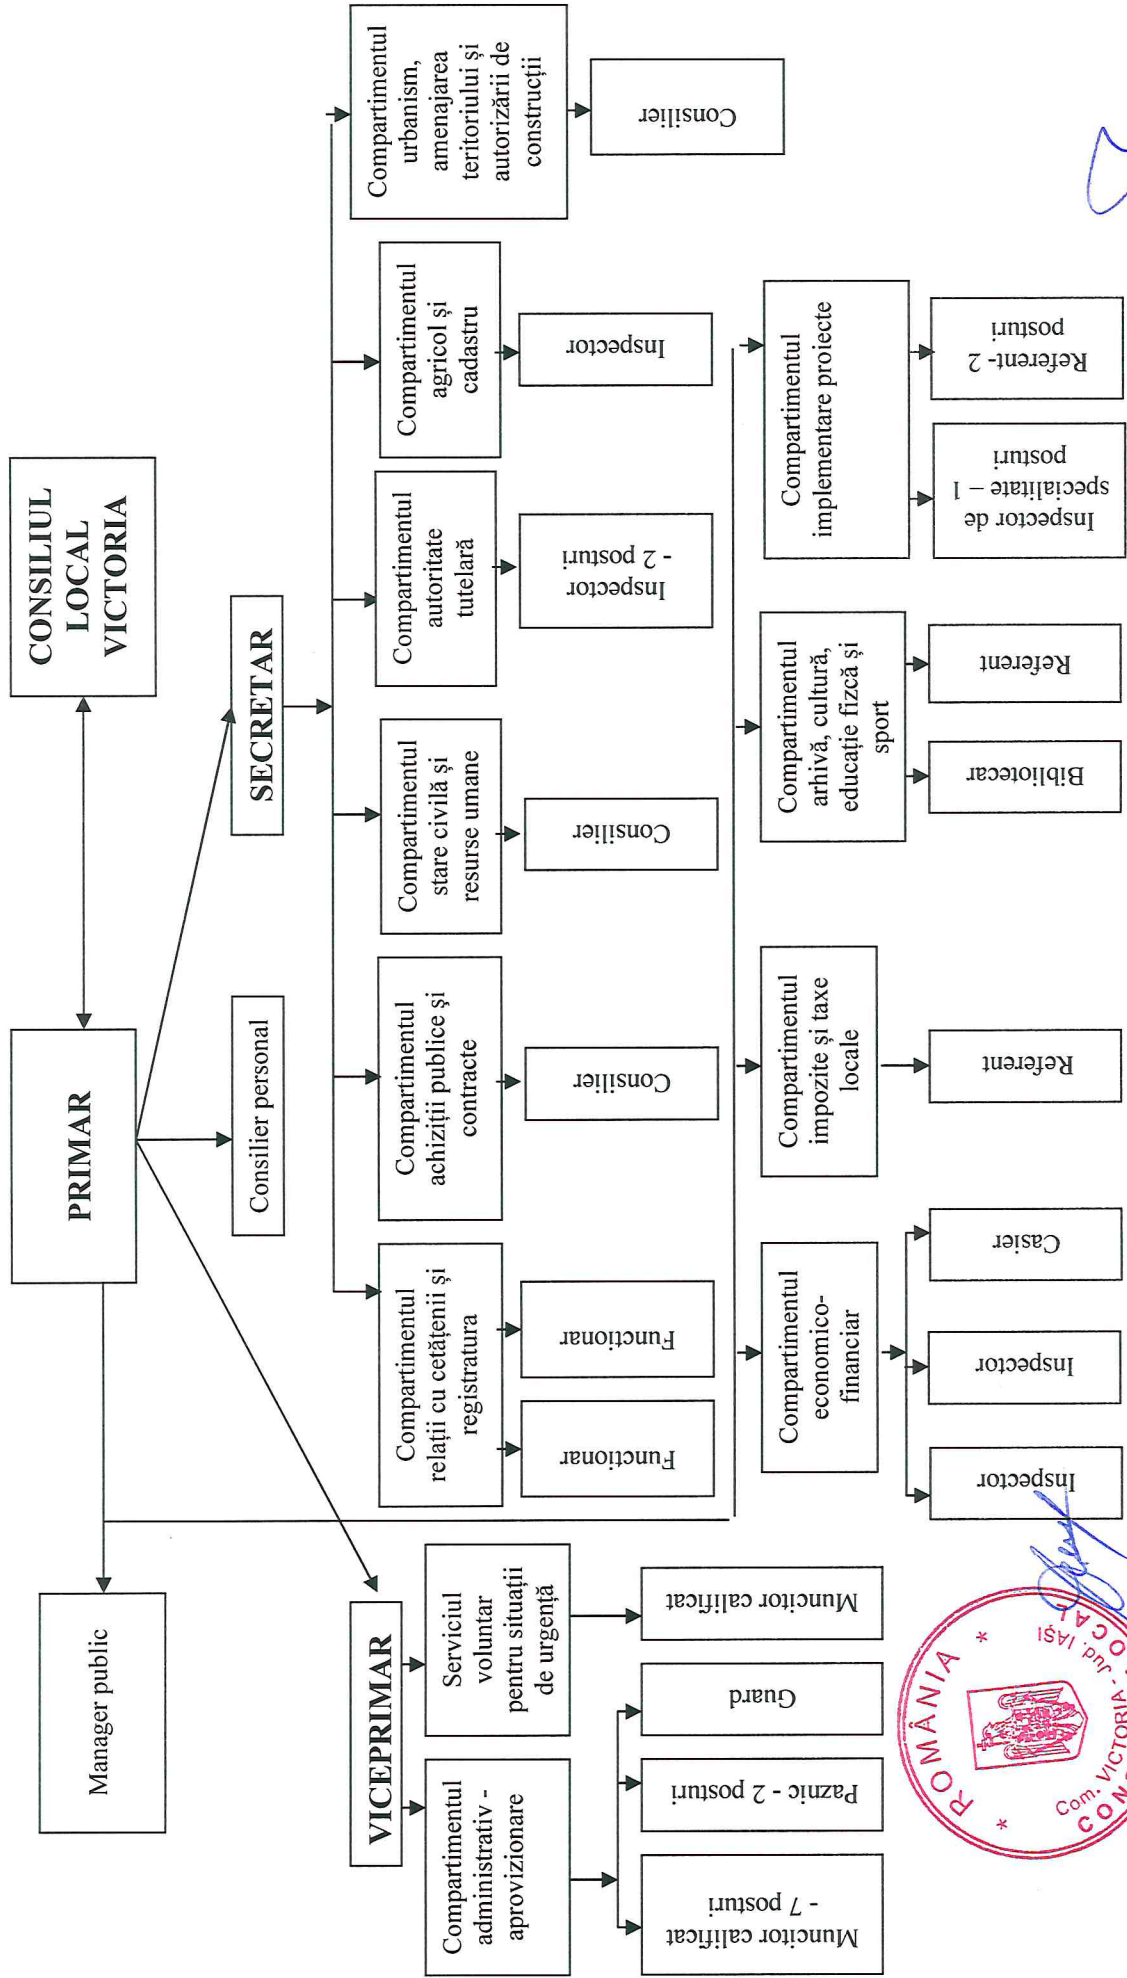 CONSILIUL
LOCAL
VICTORIA
PRIMAR
Manager public
Consilier personal
SECRETAR
VICEPRIMAR
Compartimentul
administrativ -
aprovizionare
Serviciul
voluntar
pentru situații
de urgență
Muncitor calificat
- 7 posturi
Paznic - 2 posturi
Guard
Muncitor calificat
Compartimentul
relații cu cetățenii și
registratura
Functionar
Functionar
Compartimentul
achiziții publice și
contracte
Consilier
Compartimentul
stare civilă și
resurse umane
Consilier
Compartimentul
autoritate
tutelară
Inspector
- 2 posturi
Compartimentul
agricol și
cadastru
Inspector
Compartimentul
urbanism,
amenajarea
teritoriului și
autorizării de
construcții
Consilier
Compartimentul
economico-
financiar
Inspector
Inspector
Casier
Compartimentul
impozite și taxe
locale
Referent
Compartimentul
arhivă, cultură,
educație fizcă și
sport
Bibliotecar
Referent
Compartimentul
implementare proiecte
Inspector de
specialitate – 1
posturi
Referent- 2
posturi
* ROMÂNIA *
Com. VICTORIA - Jud. IAȘI